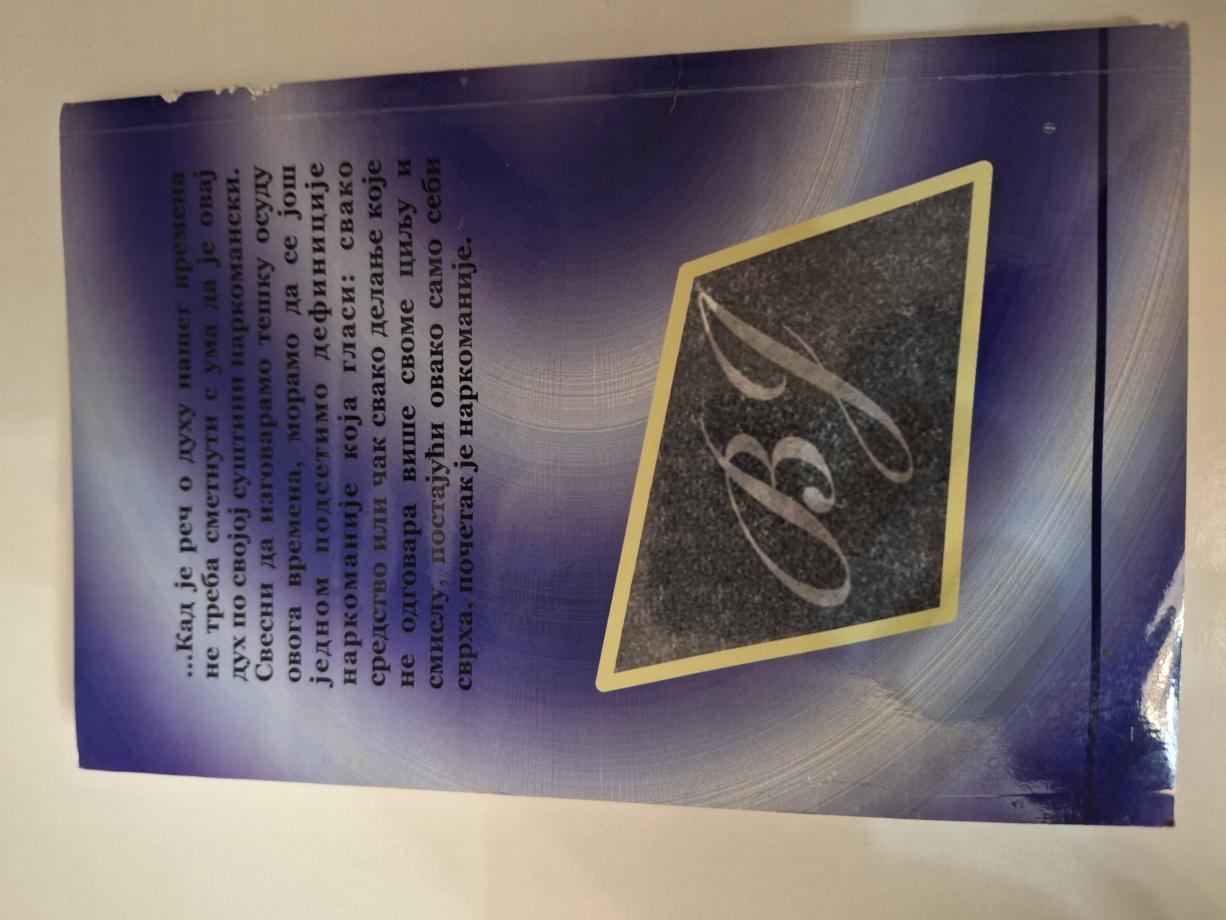 ...Кад је реч о духу нашег времена
не треба сметнути с ума да је овај
дух по својој суштини наркомански.
Свесни да изговарамо тешку осуду
овога времена, морамо да се још
једном подсетимо дефиниције
наркоманије која гласи: свако
средство или чак свако делање које
не одговара више своме циљу и
смислу, постајући овако само себи
сврха, почетак је наркоманије.
ВЈ